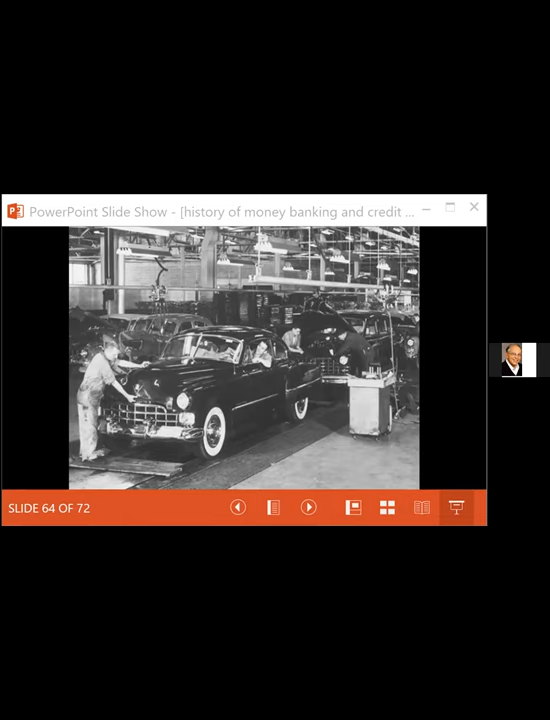 PowerPoint Slide Show - [history of money banking and credit ...
SLIDE 64 OF 72